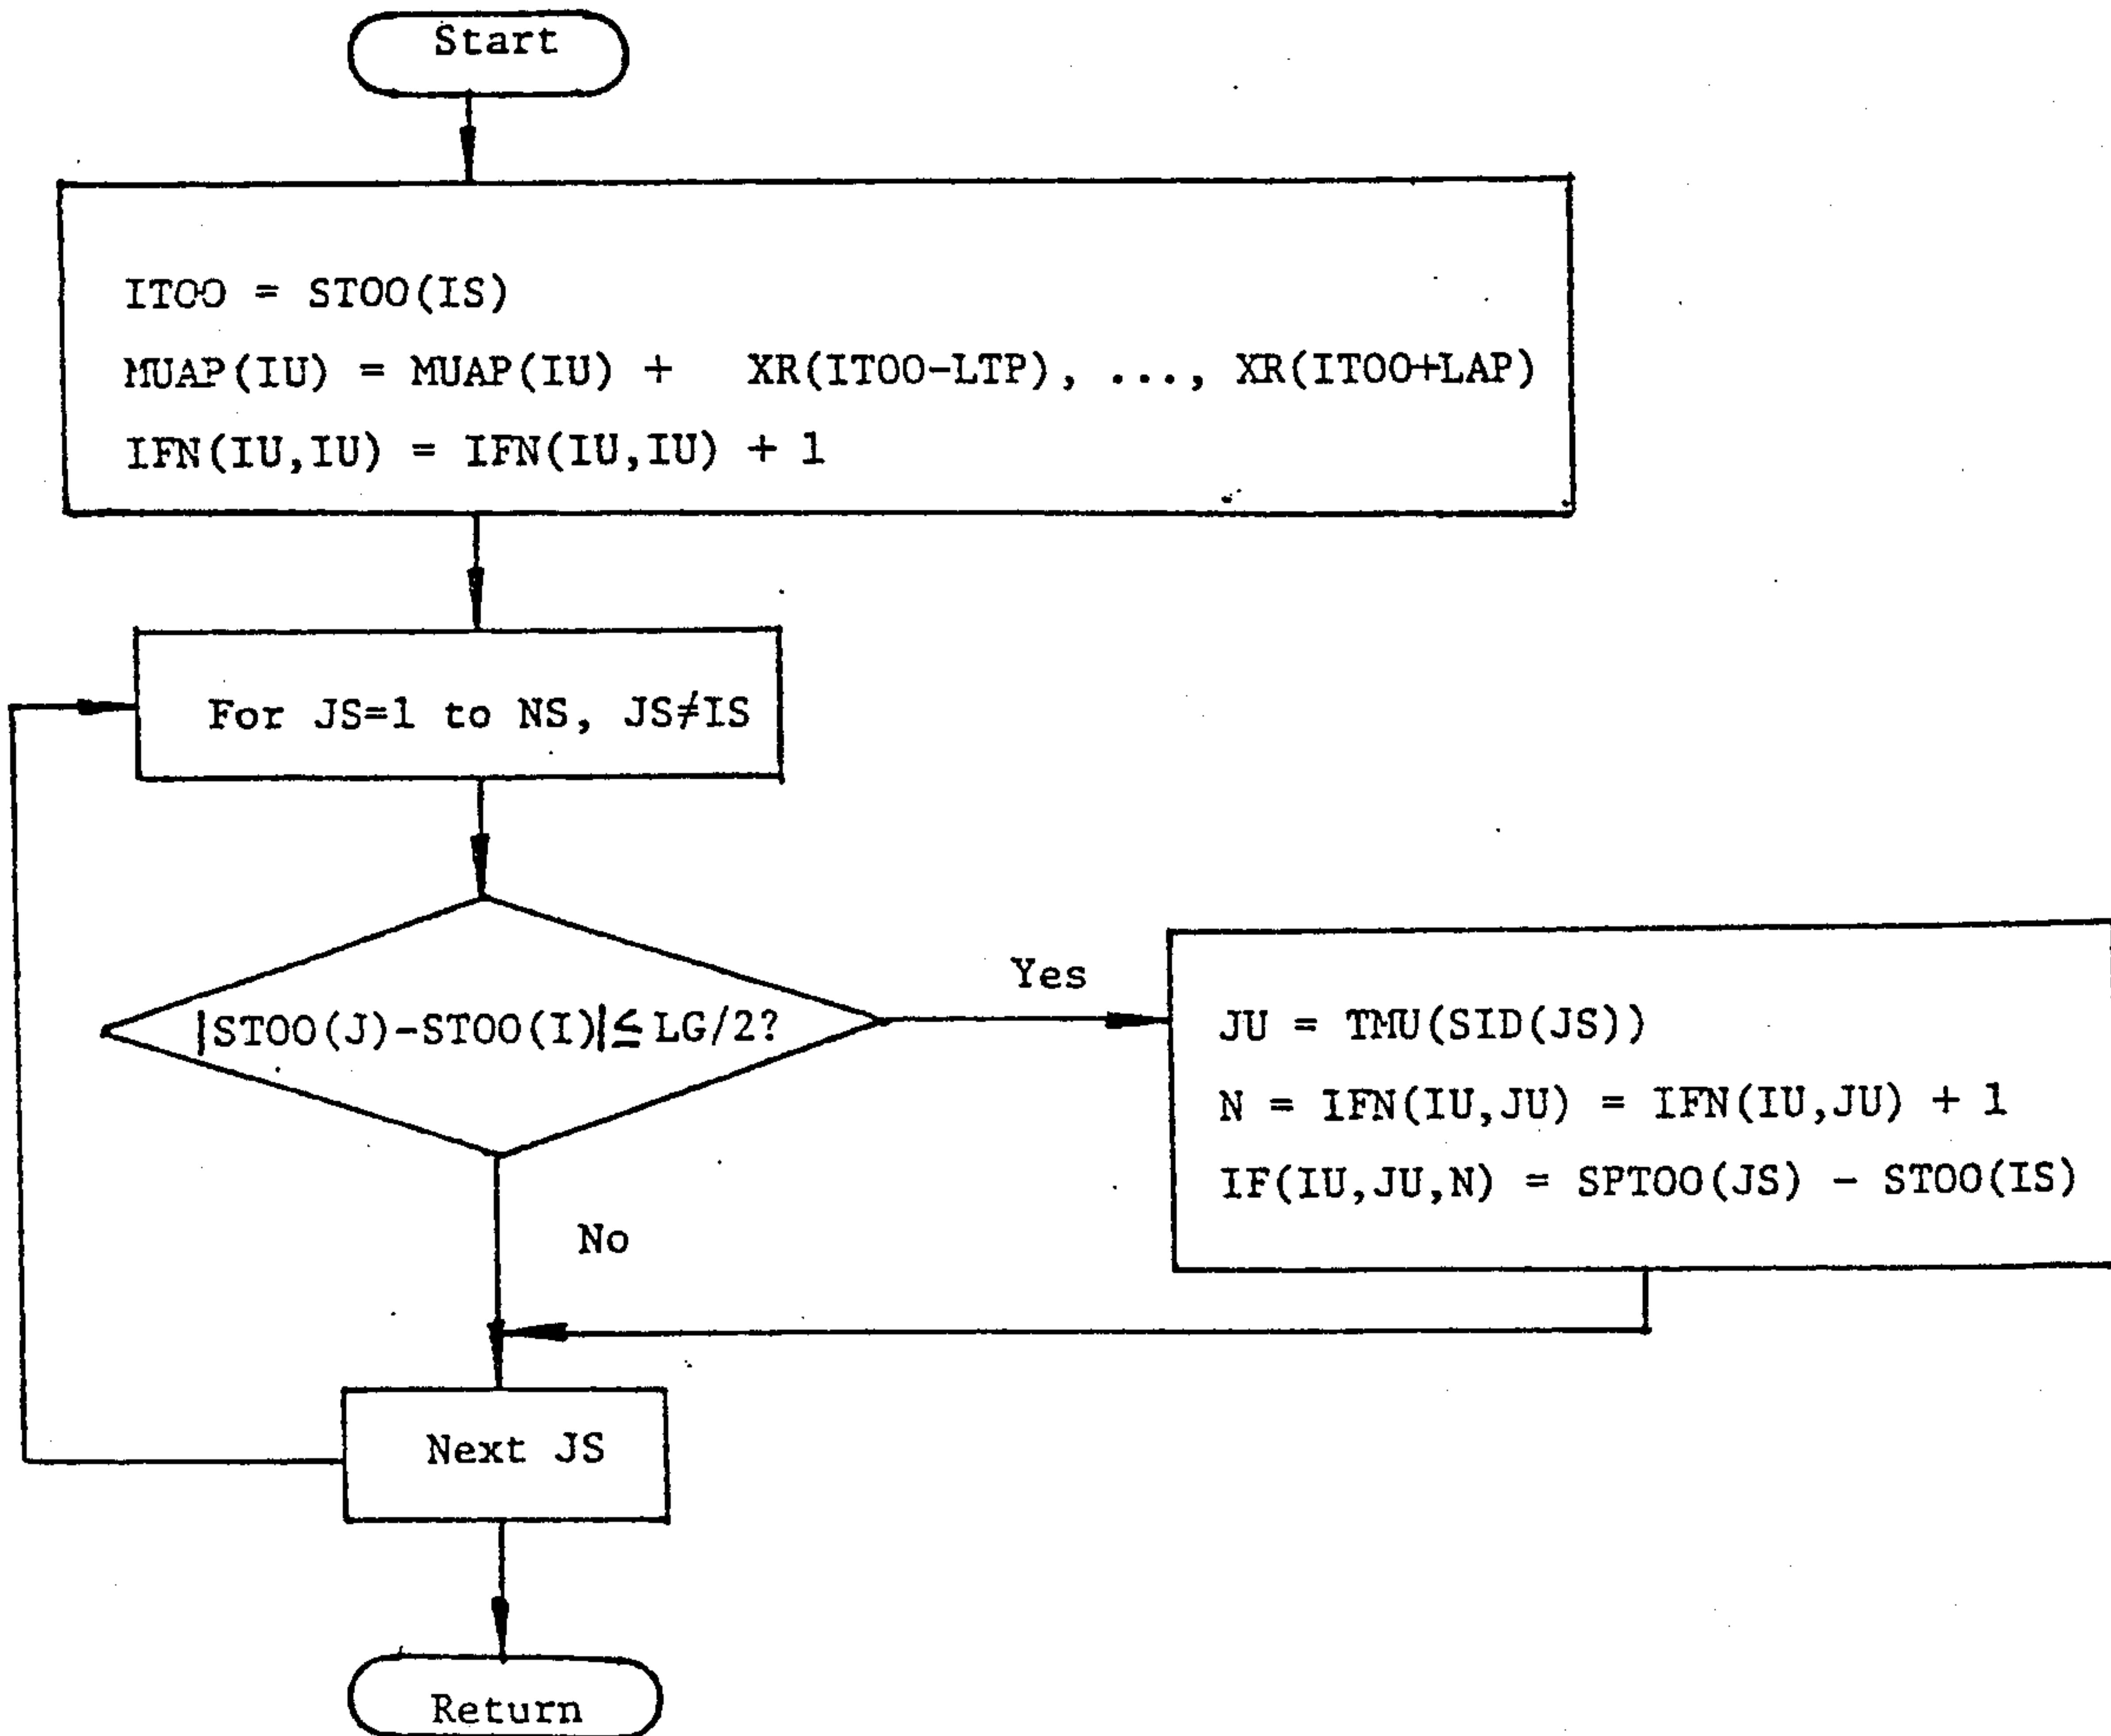 Start
ITOO = STOO(IS)
MUAP(IU) = MUAP(IU) + XR(ITOO-LTP), ..., XR(ITOO+LAP)
IFN(IU,IU) = IFN(IU,IU) + 1
For JS=1 to NS, JS≠IS
|STOO(J)-STOO(I)|≤ LG/2?
Yes
JU = TMU(SID(JS))
N = IFN(IU,JU) = IFN(IU,JU) + 1
IF(IU,JU,N) = SPTOO(JS) - STOO(IS)
No
Next JS
Return